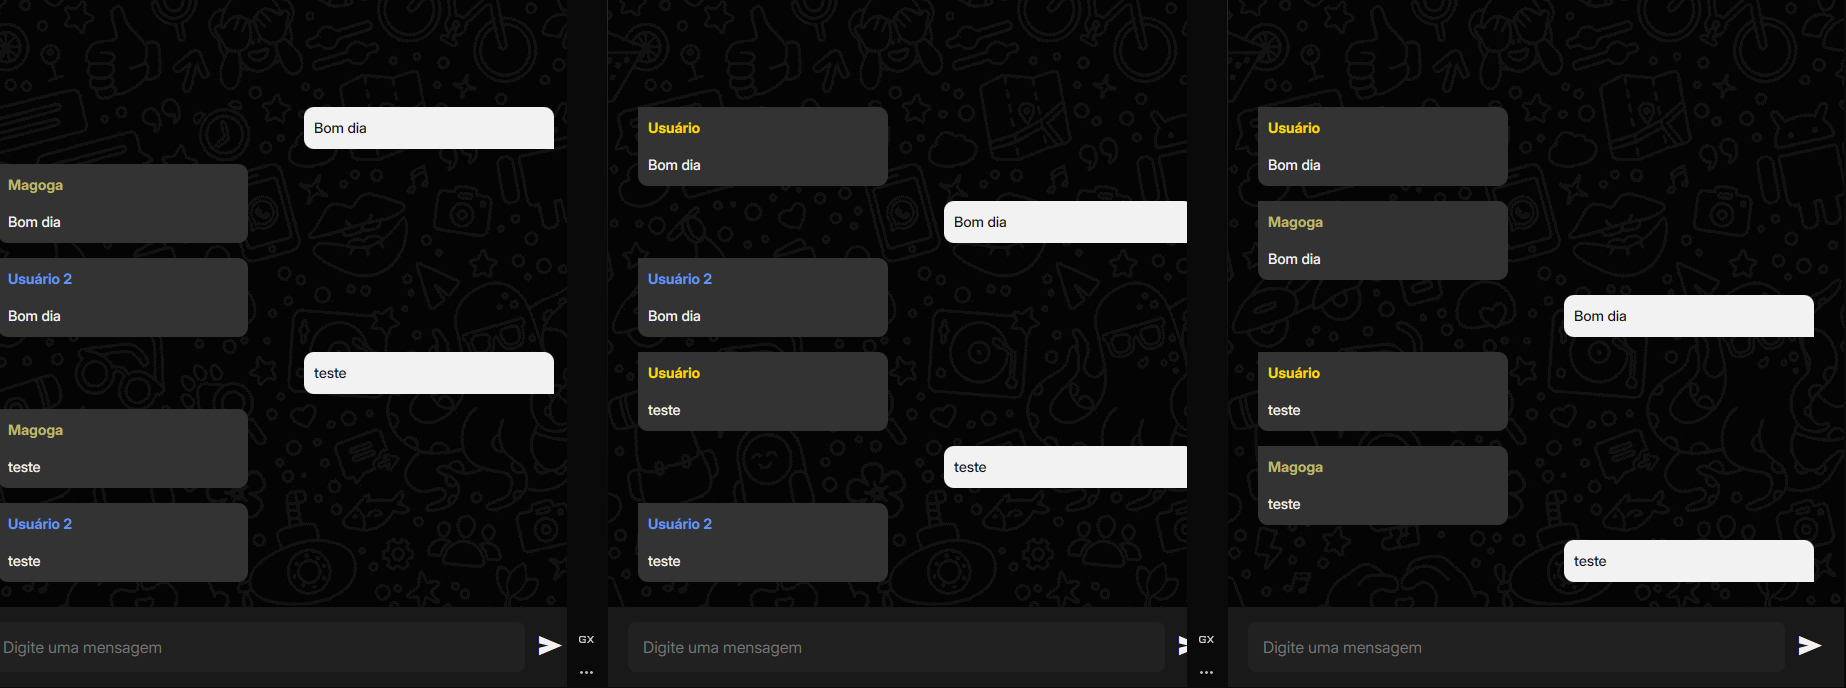 Bom dia
Magoga
Bom dia
Usuário 2
Bom dia
teste
Magoga
teste
Usuário 2
teste
Digite uma mensagem
GX
...
Usuário
Bom dia
Bom dia
Usuário 2
Bom dia
Usuário
teste
teste
Usuário 2
teste
Digite uma mensagem
GX
...
Usuário
Bom dia
Magoga
Bom dia
Bom dia
Usuário
teste
Magoga
teste
teste
Digite uma mensagem